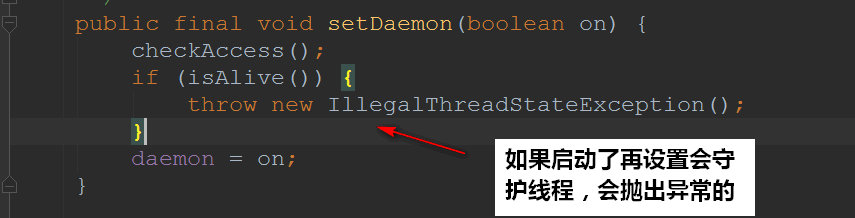 public final void setDaemon(boolean on) {
checkAccess();
if (isAlive()) {
throw new IllegalThreadStateException();
}
daemon = on;
}
如果启动了再设置会守
护线程，会抛出异常的